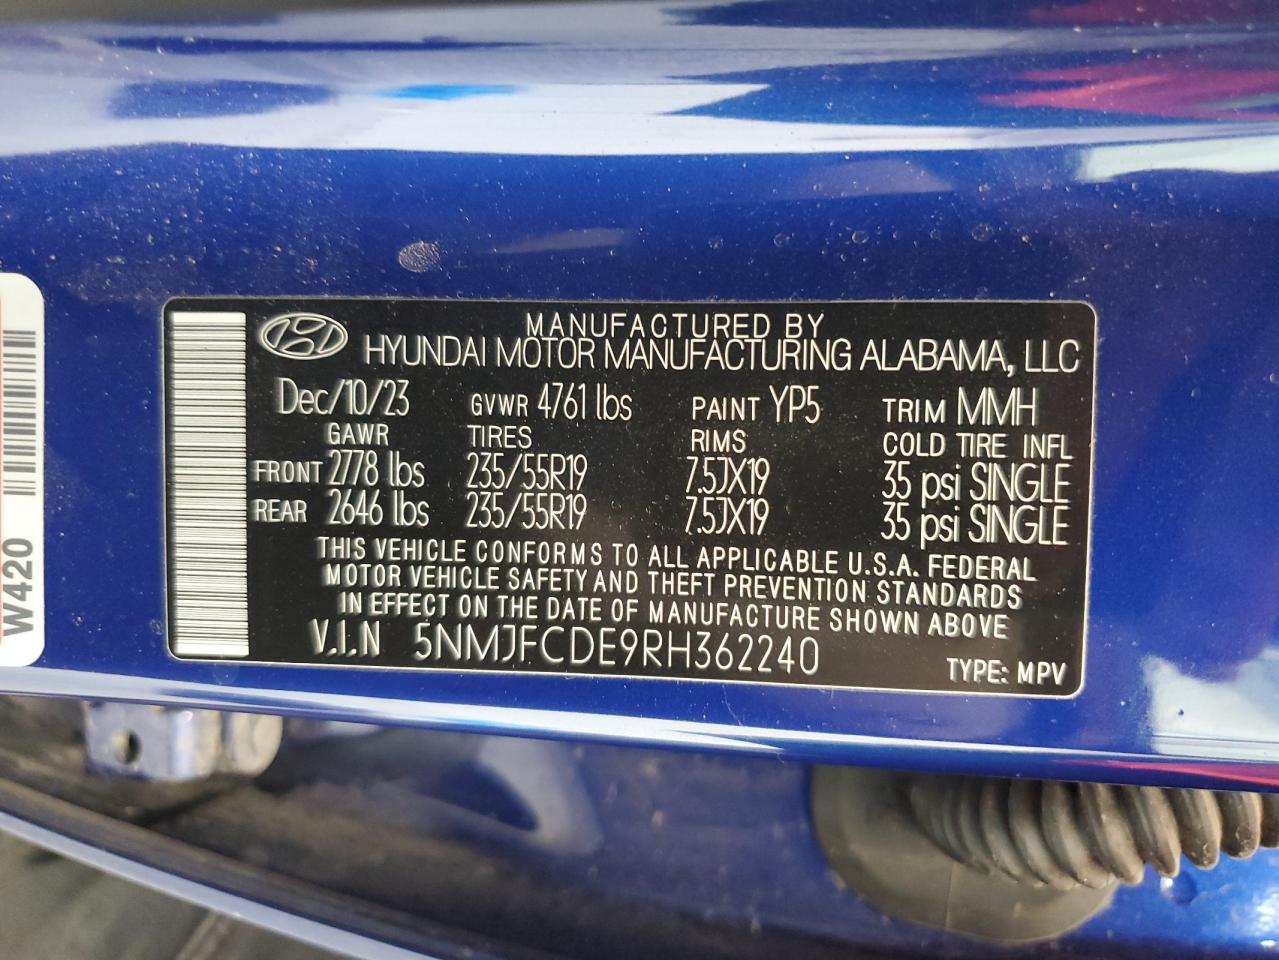 MANUFACTURED BY
HYUNDAI MOTOR MANUFACTURING ALABAMA, LLC
Dec/10/23 GVWR 4761 lbs PAINT YP5 TRIM MMH
GAWR TIRES RIMS COLD TIRE INFL
FRONT 2778 lbs 235/55R19 7.5JX19 35 psi SINGLE
REAR 2646 lbs 235/55R19 7.5JX19 35 psi SINGLE
THIS VEHICLE CONFORMS TO ALL APPLICABLE U.S.A. FEDERAL
MOTOR VEHICLE SAFETY AND THEFT PREVENTION STANDARDS
IN EFFECT ON THE DATE OF MANUFACTURE SHOWN ABOVE
V.I.N 5NMJFCDE9RH362240 TYPE: MPV
W420